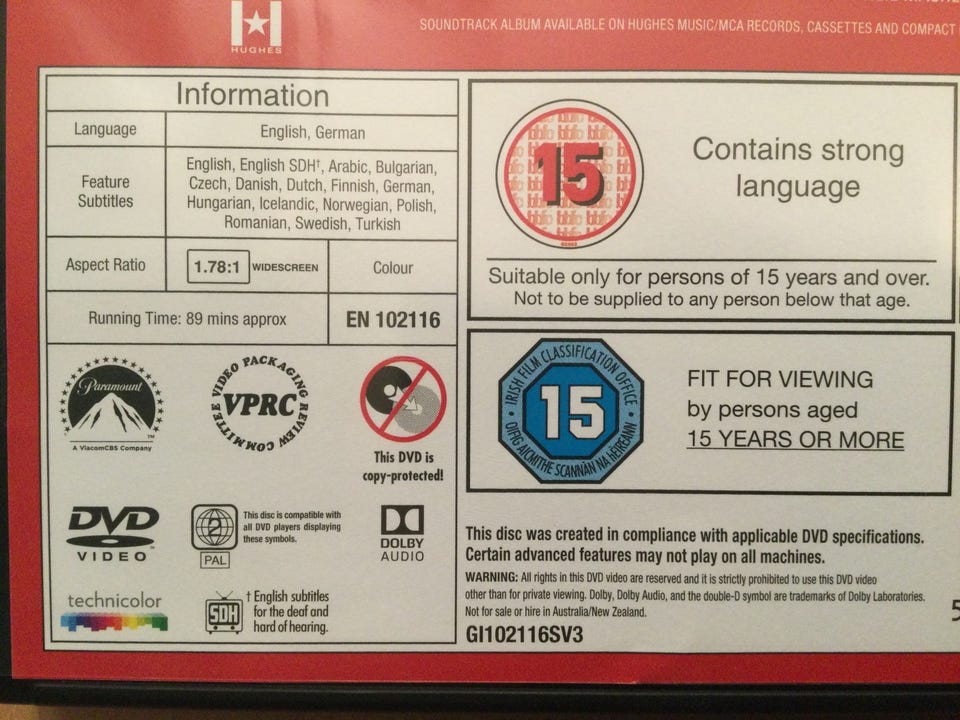 HUGHES
SOUNDTRACK ALBUM AVAILABLE ON HUGHES MUSIC/MCA RECORDS, CASSETTES AND COMPACT
Information
Language
English, German
Feature
Subtitles
English, English SDH†, Arabic, Bulgarian,
Czech, Danish, Dutch, Finnish, German,
Hungarian, Icelandic, Norwegian, Polish,
Romanian, Swedish, Turkish
Aspect Ratio
1.78:1 WIDESCREEN
Colour
Running Time: 89 mins approx
EN 102116
Paramount
TM
A ViacomCBS Company
VIDEO PACKAGING REVIEW COMMITTEE
VPRC
This DVD is
copy-protected!
DVD
VIDEO
2
PAL
This disc is compatible with
all DVD players displaying
these symbols.
DOLBY
AUDIO
technicolor
SDH
† English subtitles
for the deaf and
hard of hearing.
bbfc
15
Contains strong
language
Suitable only for persons of 15 years and over.
Not to be supplied to any person below that age.
IRISH FILM CLASSIFICATION OFFICE
15
OIFIG AICMITHE SCANNÁN NA hÉIREANN
FIT FOR VIEWING
by persons aged
15 YEARS OR MORE
This disc was created in compliance with applicable DVD specifications.
Certain advanced features may not play on all machines.
WARNING: All rights in this DVD video are reserved and it is strictly prohibited to use this DVD video
other than for private viewing. Dolby, Dolby Audio, and the double-D symbol are trademarks of Dolby Laboratories.
Not for sale or hire in Australia/New Zealand.
GI102116SV3
5